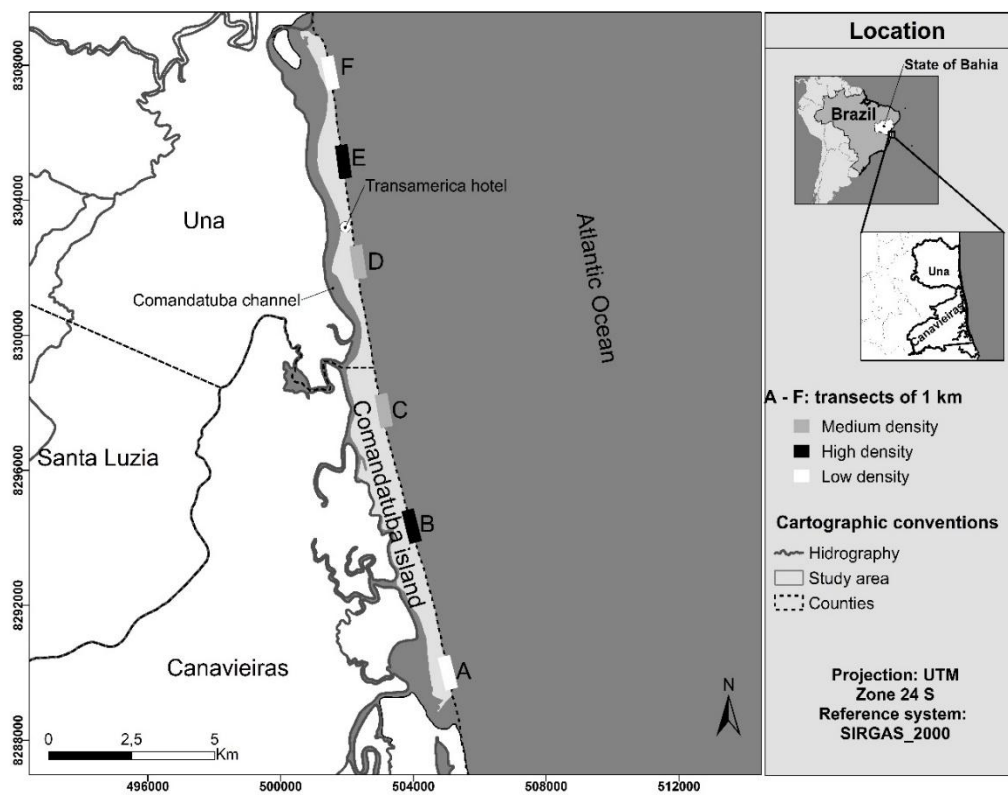 8308000
8304000
8300000
8296000
8292000
8288000
F
E
Transamerica hotel
Una
D
Comandatuba channel
Atlantic Ocean
C
Comandatuba island
Santa Luzia
B
Canavieiras
A
N
0
2,5
5
Km
496000
500000
504000
508000
512000
Location
State of Bahia
Brazil
Una
Canavieiras
A - F: transects of 1 km
Medium density
High density
Low density
Cartographic conventions
Hidrography
Study area
Counties
Projection: UTM
Zone 24 S
Reference system:
SIRGAS_2000